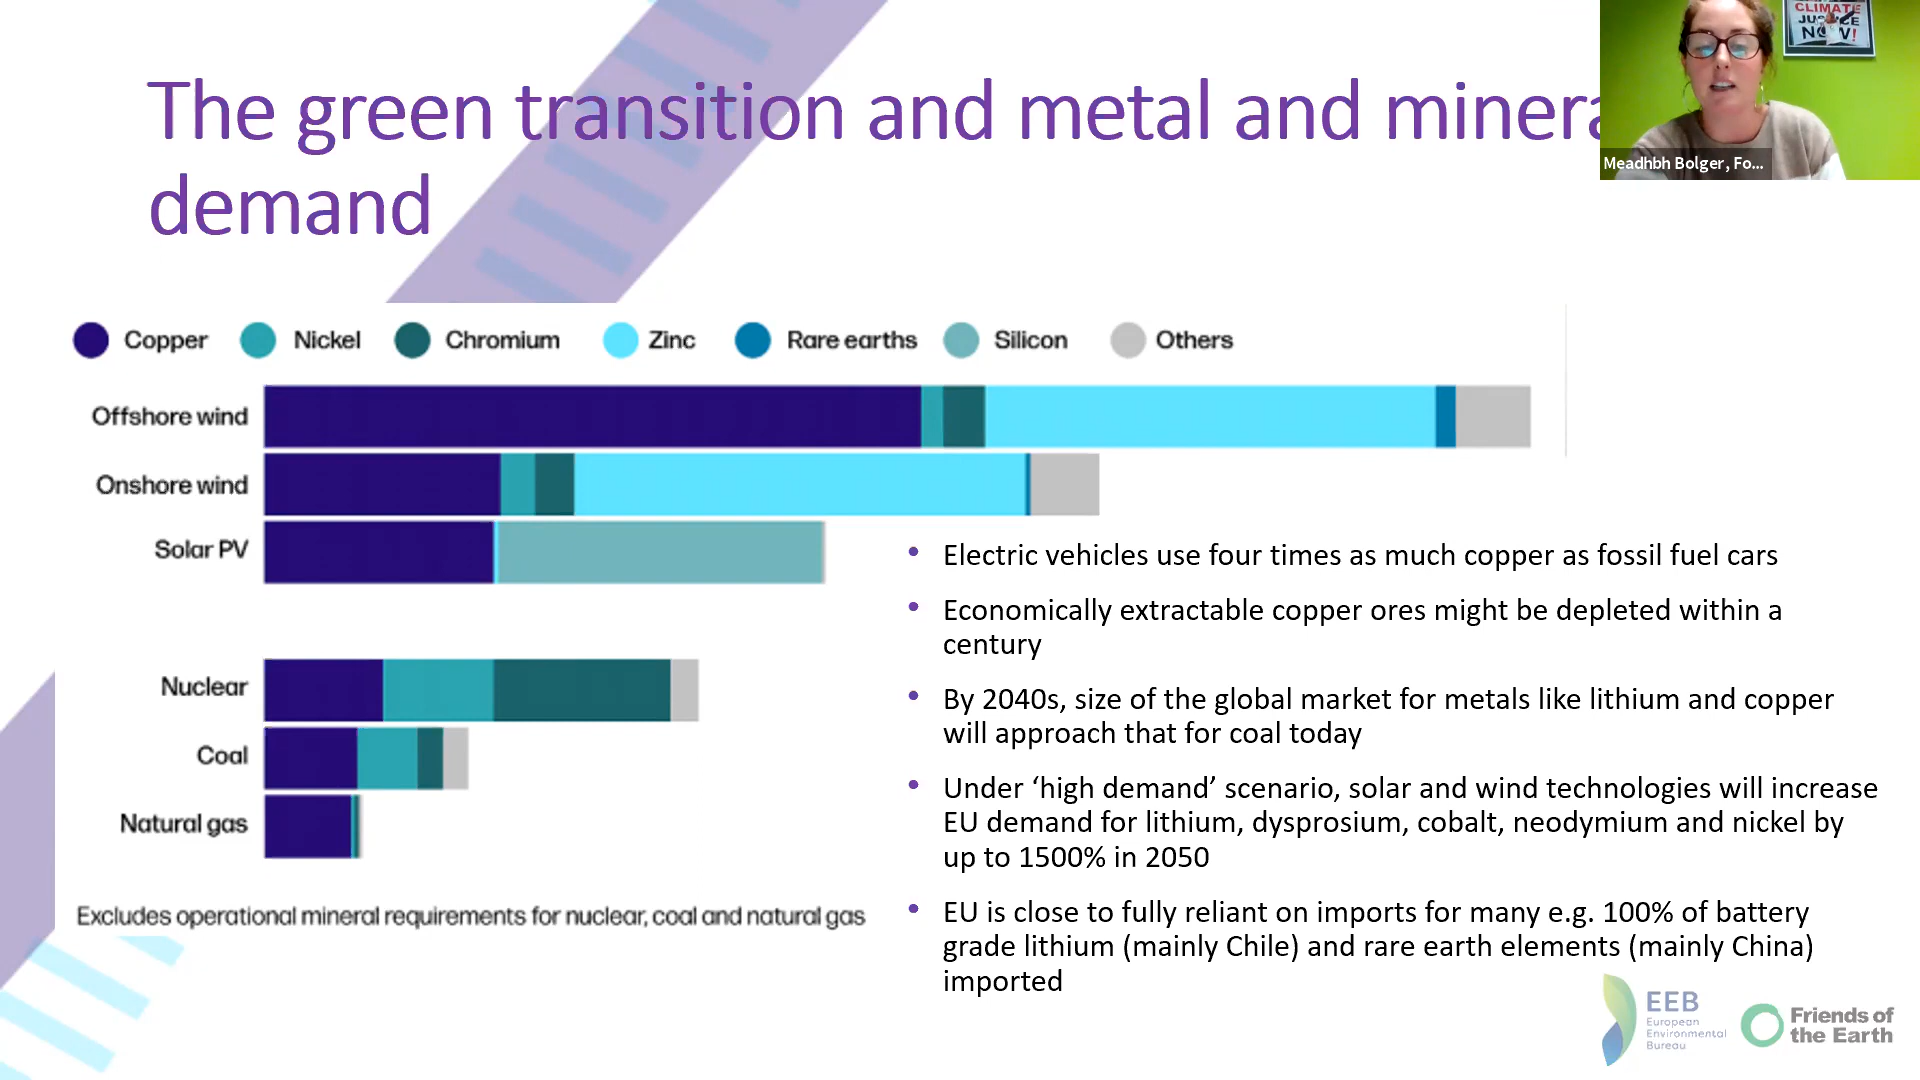 The green transition and metal and minera
demand
CLIMATE
JUSTICE
NOW!
Meadhbh Bolger, Fo...
Copper Nickel Chromium Zinc Rare earths Silicon Others
Offshore wind
Onshore wind
Solar PV
Nuclear
Coal
Natural gas
Excludes operational mineral requirements for nuclear, coal and natural gas
• Electric vehicles use four times as much copper as fossil fuel cars
• Economically extractable copper ores might be depleted within a
century
• By 2040s, size of the global market for metals like lithium and copper
will approach that for coal today
• Under ‘high demand’ scenario, solar and wind technologies will increase
EU demand for lithium, dysprosium, cobalt, neodymium and nickel by
up to 1500% in 2050
• EU is close to fully reliant on imports for many e.g. 100% of battery
grade lithium (mainly Chile) and rare earth elements (mainly China)
imported
EEB
European
Environmental
Bureau
Friends of
the Earth